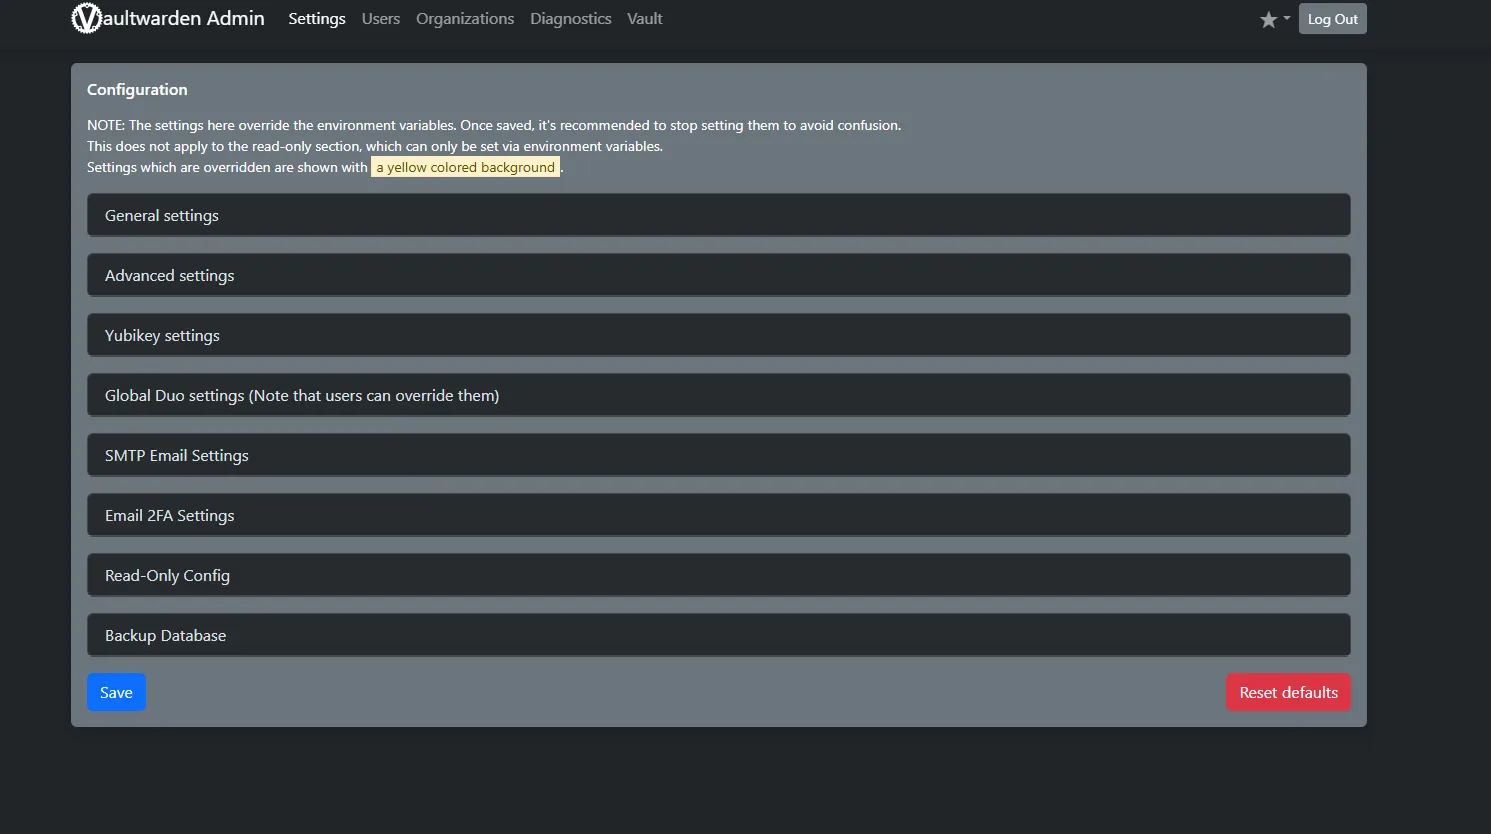 Vaultwarden Admin Settings Users Organizations Diagnostics Vault Log Out
Configuration
NOTE: The settings here override the environment variables. Once saved, it's recommended to stop setting them to avoid confusion.
This does not apply to the read-only section, which can only be set via environment variables.
Settings which are overridden are shown with a yellow colored background.
General settings
Advanced settings
Yubikey settings
Global Duo settings (Note that users can override them)
SMTP Email Settings
Email 2FA Settings
Read-Only Config
Backup Database
Save Reset defaults